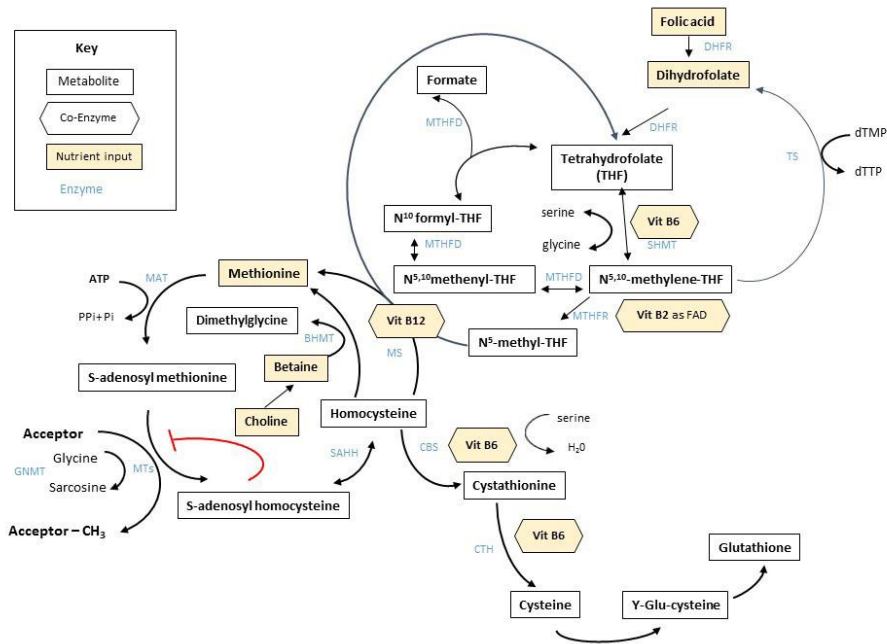 Key
Metabolite
Co-Enzyme
Nutrient input
Enzyme
Folic acid
DHFR
Dihydrofolate
DHFR
Formate
MTHFD
Tetrahydrofolate
(THF)
TS
dTMP
dTTP
N10 formyl-THF
MTHFD
serine
glycine
Vit B6
SHMT
N5,10methenyl-THF
MTHFD
N5,10-methylene-THF
MTHFR
Vit B2 as FAD
N5-methyl-THF
ATP
PPi+Pi
MAT
Methionine
Dimethylglycine
BHMT
Betaine
Choline
Vit B12
MS
S-adenosyl methionine
Homocysteine
Acceptor
Glycine
GNMT
Sarcosine
MTs
Acceptor – CH3
S-adenosyl homocysteine
SAHH
CBS
Vit B6
serine
H20
Cystathionine
CTH
Vit B6
Cysteine
Y-Glu-cysteine
Glutathione